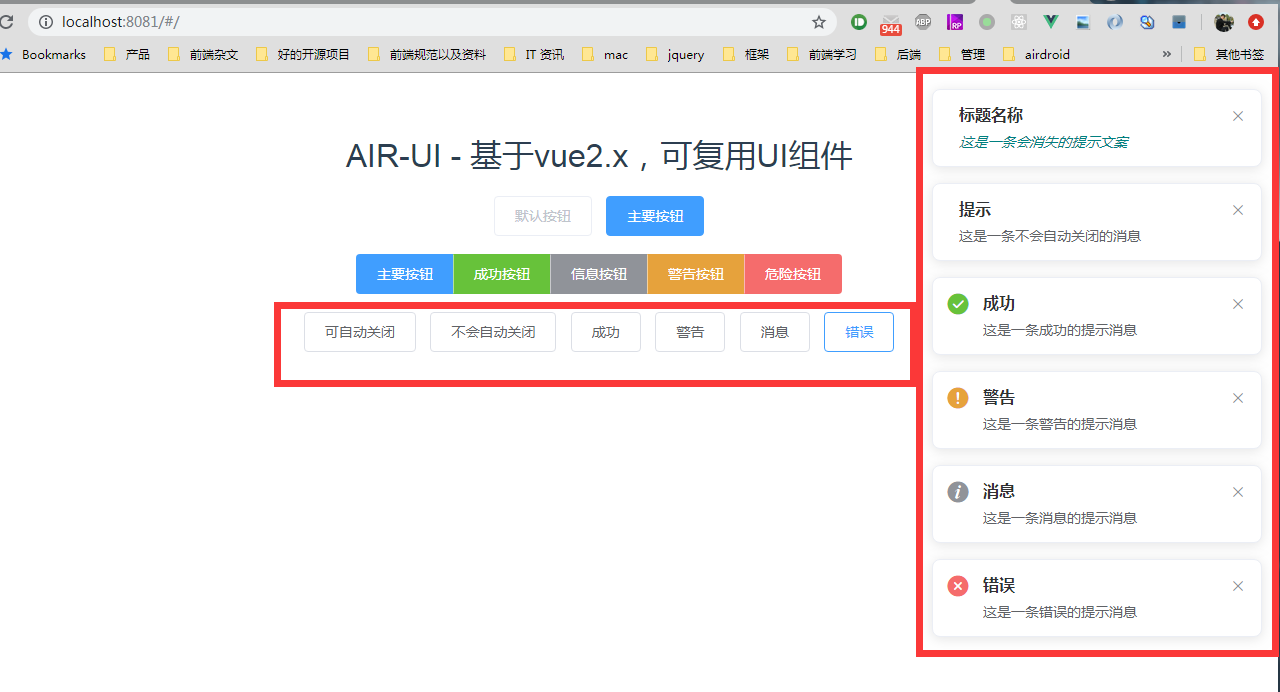 localhost:8081/#/
944
ABP
RP
Bookmarks 产品 前端杂文 好的开源项目 前端规范以及资料 IT 资讯 mac jquery 框架 前端学习 后端 管理 airdroid » 其他书签
AIR-UI - 基于vue2.x，可复用UI组件
默认按钮 主要按钮
主要按钮 成功按钮 信息按钮 警告按钮 危险按钮
可自动关闭 不会自动关闭 成功 警告 消息 错误
标题名称
这是一条会消失的提示文案
提示
这是一条不会自动关闭的消息
成功
这是一条成功的提示消息
警告
这是一条警告的提示消息
消息
这是一条消息的提示消息
错误
这是一条错误的提示消息